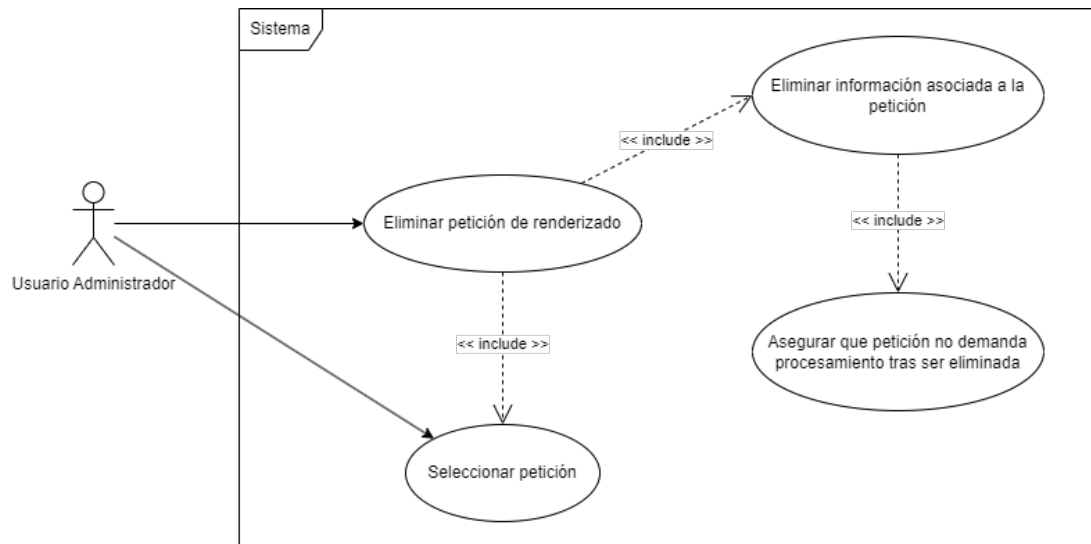 Sistema
Eliminar información asociada a la
petición
<< include >>
Eliminar petición de renderizado
<< include >>
Usuario Administrador
<< include >>
Asegurar que petición no demanda
procesamiento tras ser eliminada
Seleccionar petición